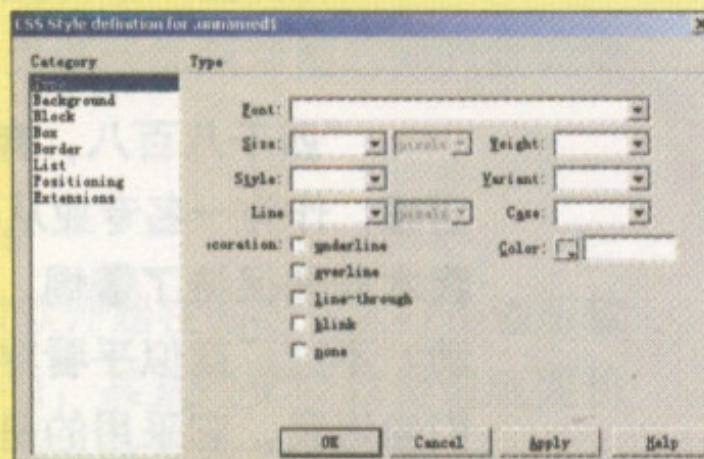 CSS Style definition for .unnamed1
Category
Type
Type
Background
Block
Box
Border
List
Positioning
Extensions
Font:
Size: pixels Weight:
Style: Variant:
Line pixels Case:
coration: underline Color:
overline
line-through
blink
none
OK Cancel Apply Help